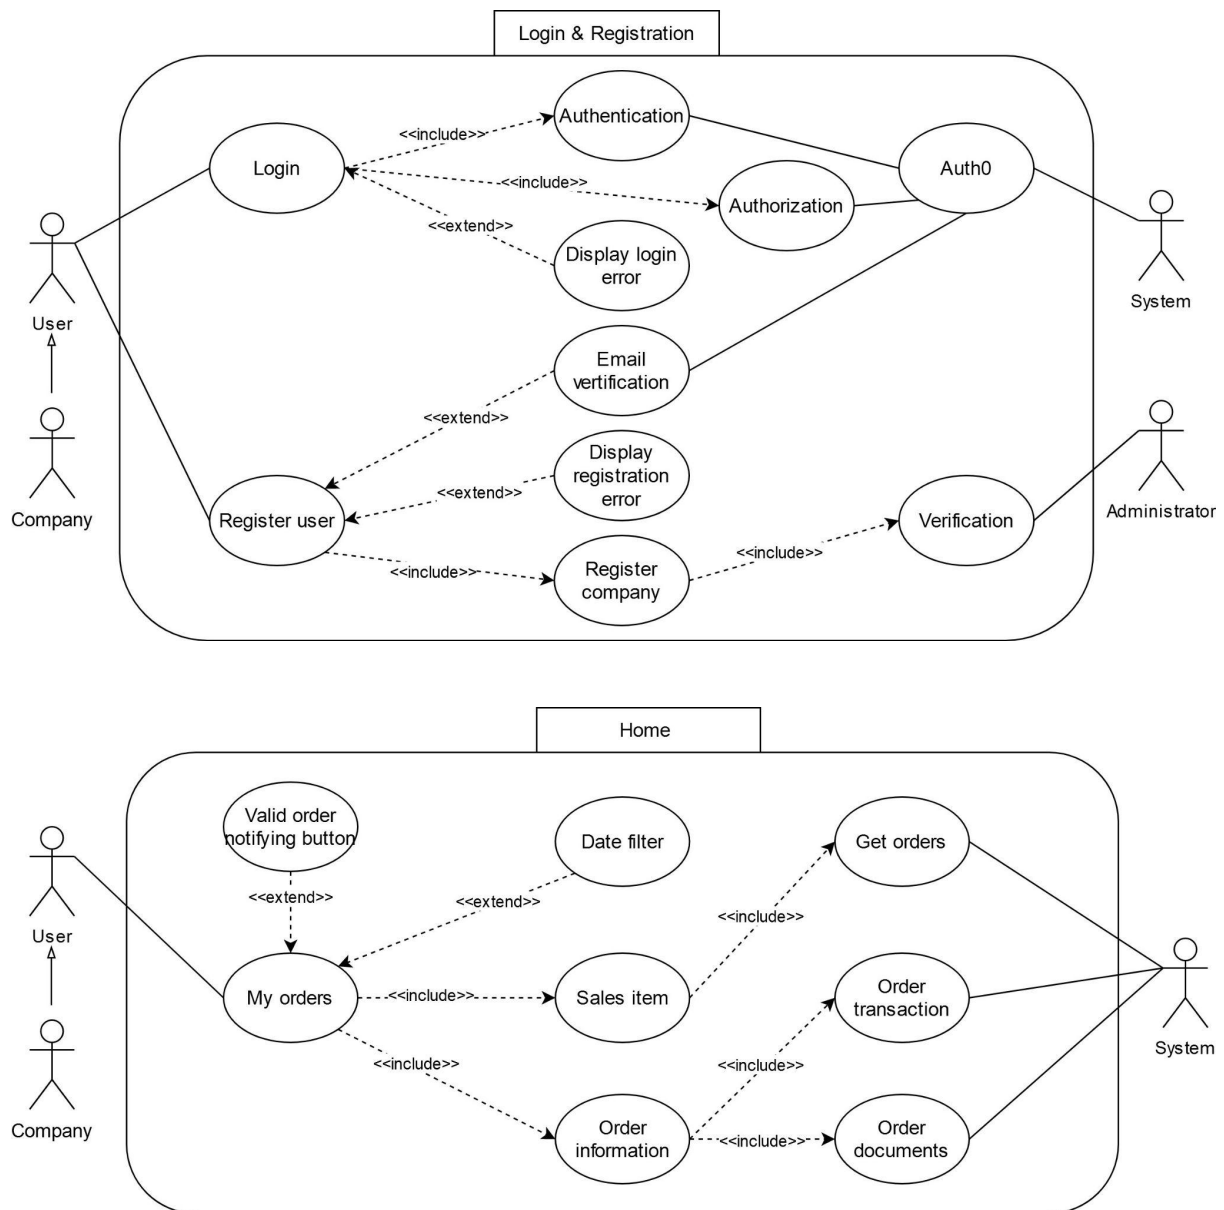 Login & Registration
Authentication
<<include>>
Login
Auth0
<<include>>
Authorization
<<extend>>
Display login
error
User
System
Email
vertification
<<extend>>
Display
registration
error
<<extend>>
Company
Register user
Verification
Administrator
<<include>>
<<include>>
Register
company
Home
Valid order
notifying button
Date filter
Get orders
<<extend>>
<<extend>>
<<include>>
User
My orders
<<include>>
Sales item
Order
transaction
System
<<include>>
<<include>>
Company
Order
information
<<include>>
Order
documents